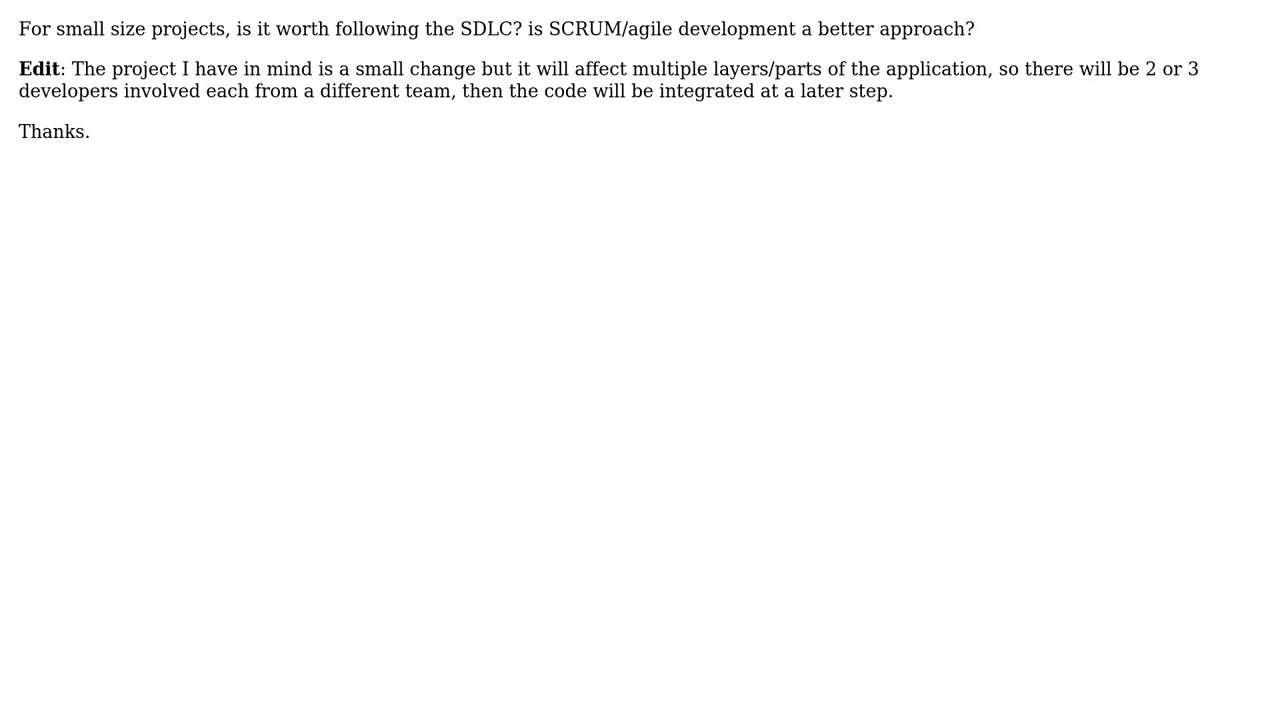 For small size projects, is it worth following the SDLC? is SCRUM/agile development a better approach?
Edit: The project I have in mind is a small change but it will affect multiple layers/parts of the application, so there will be 2 or 3
developers involved each from a different team, then the code will be integrated at a later step.
Thanks.